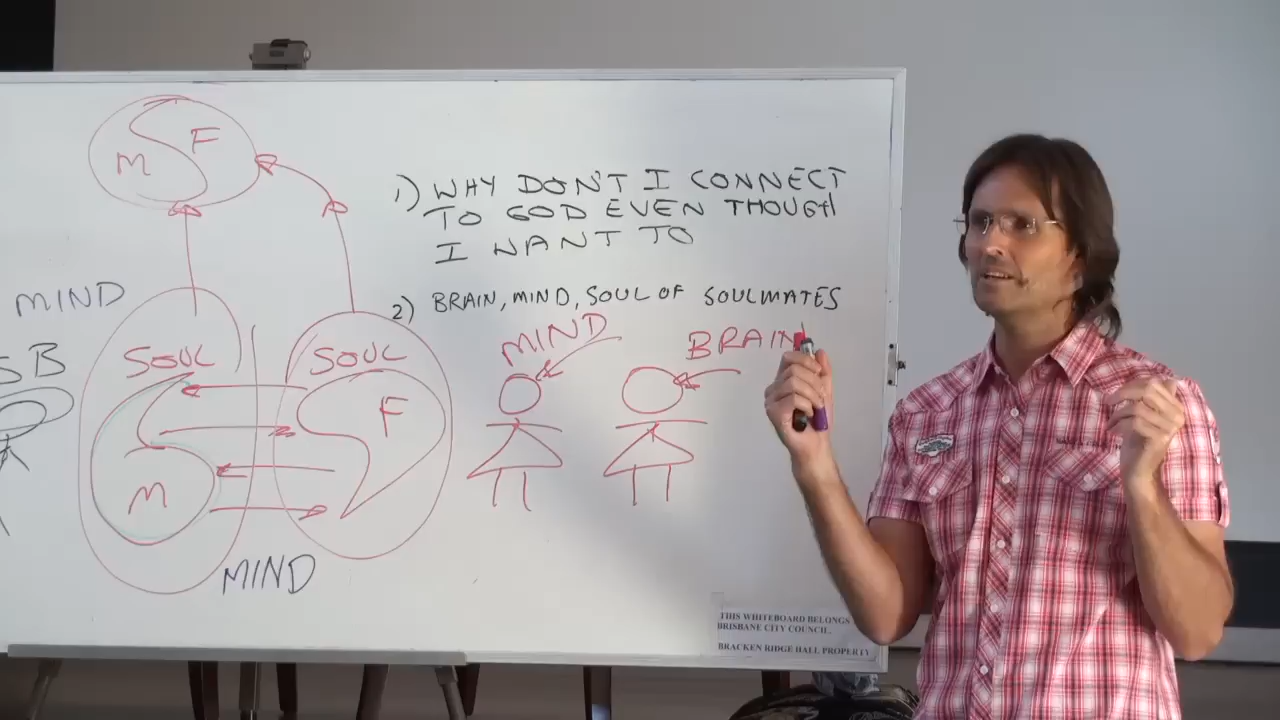 M F
1) WHY DON'T I CONNECT
TO GOD EVEN THOUGH
I WANT TO
2) BRAIN, MIND, SOUL OF SOULMATES
MIND
SB
SOUL
SOUL
M
F
MIND
MIND
BRAIN
THIS WHITEBOARD BELONGS
BRISBANE CITY COUNCIL.
BRACKEN RIDGE HALL PROPERTY